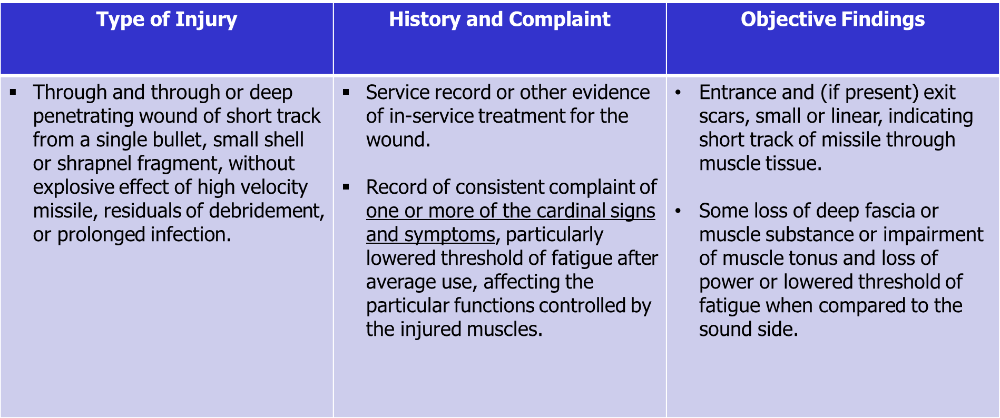 Type of Injury
History and Complaint
Objective Findings
▪ Through and through or deep
penetrating wound of short track
from a single bullet, small shell
or shrapnel fragment, without
explosive effect of high velocity
missile, residuals of debridement,
or prolonged infection.
▪ Service record or other evidence
of in-service treatment for the
wound.
▪ Record of consistent complaint of
one or more of the cardinal signs
and symptoms, particularly
lowered threshold of fatigue after
average use, affecting the
particular functions controlled by
the injured muscles.
• Entrance and (if present) exit
scars, small or linear, indicating
short track of missile through
muscle tissue.
• Some loss of deep fascia or
muscle substance or impairment
of muscle tonus and loss of
power or lowered threshold of
fatigue when compared to the
sound side.